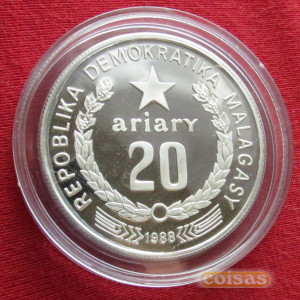 REPOBLIKA DEMOKRATIKA MALAGASY
ariary
20
1988
coisas